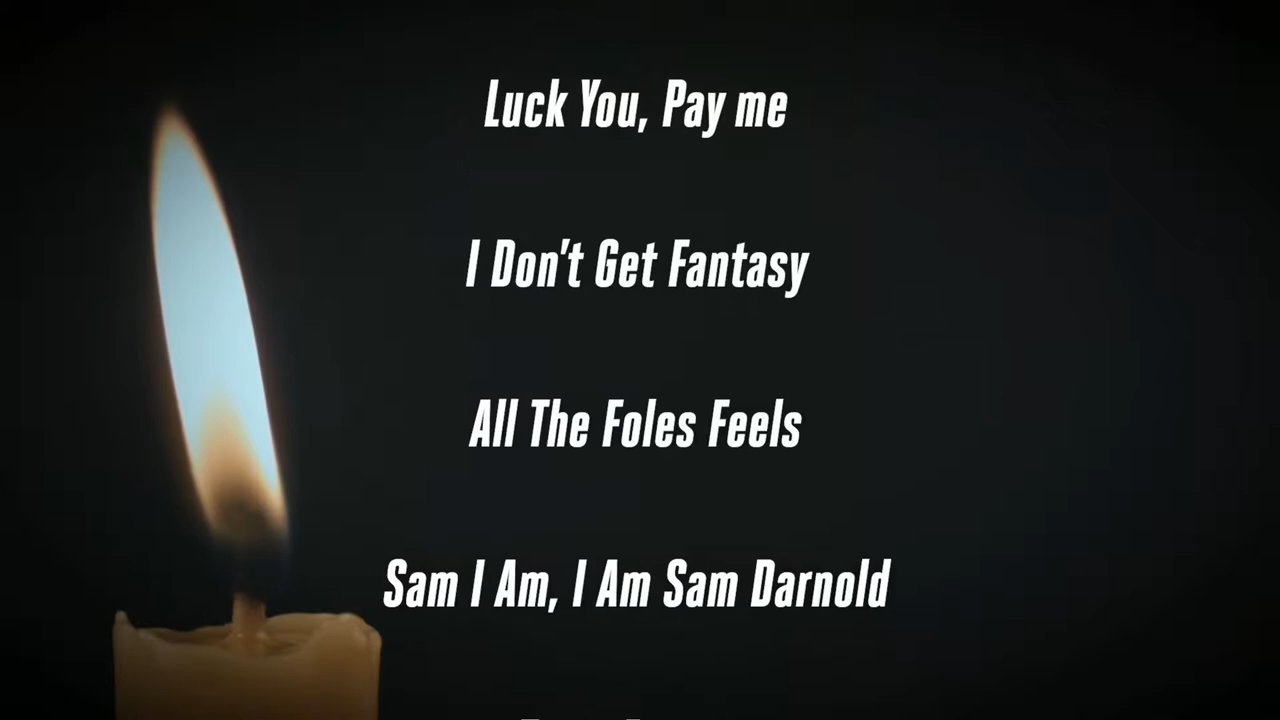 Luck You, Pay me
I Don't Get Fantasy
All The Foles Feels
Sam I Am, I Am Sam Darnold